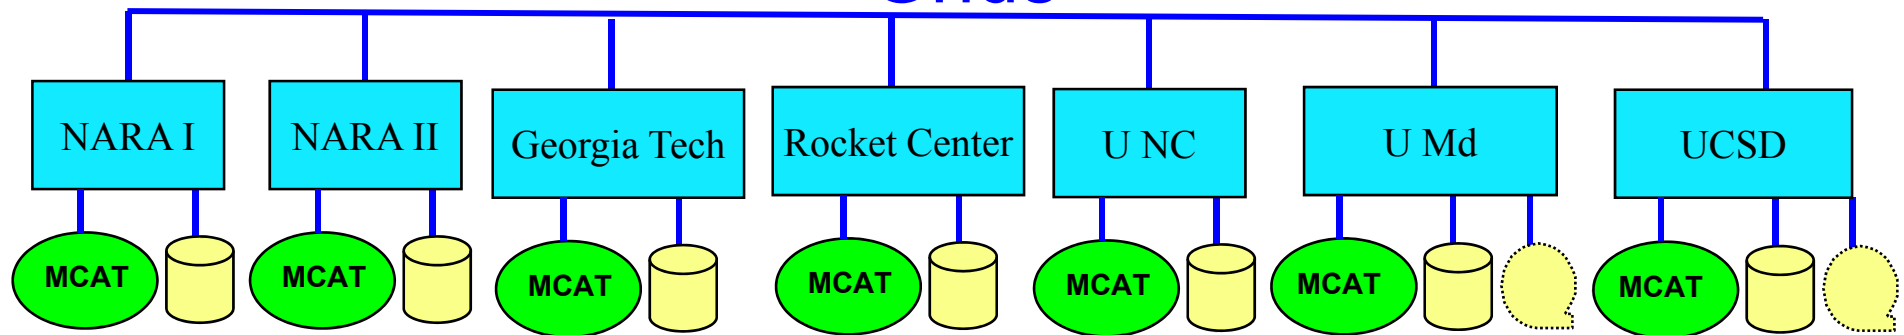 NARA I
NARA II
Georgia Tech
Rocket Center
U NC
U Md
UCSD
MCAT
MCAT
MCAT
MCAT
MCAT
MCAT
MCAT